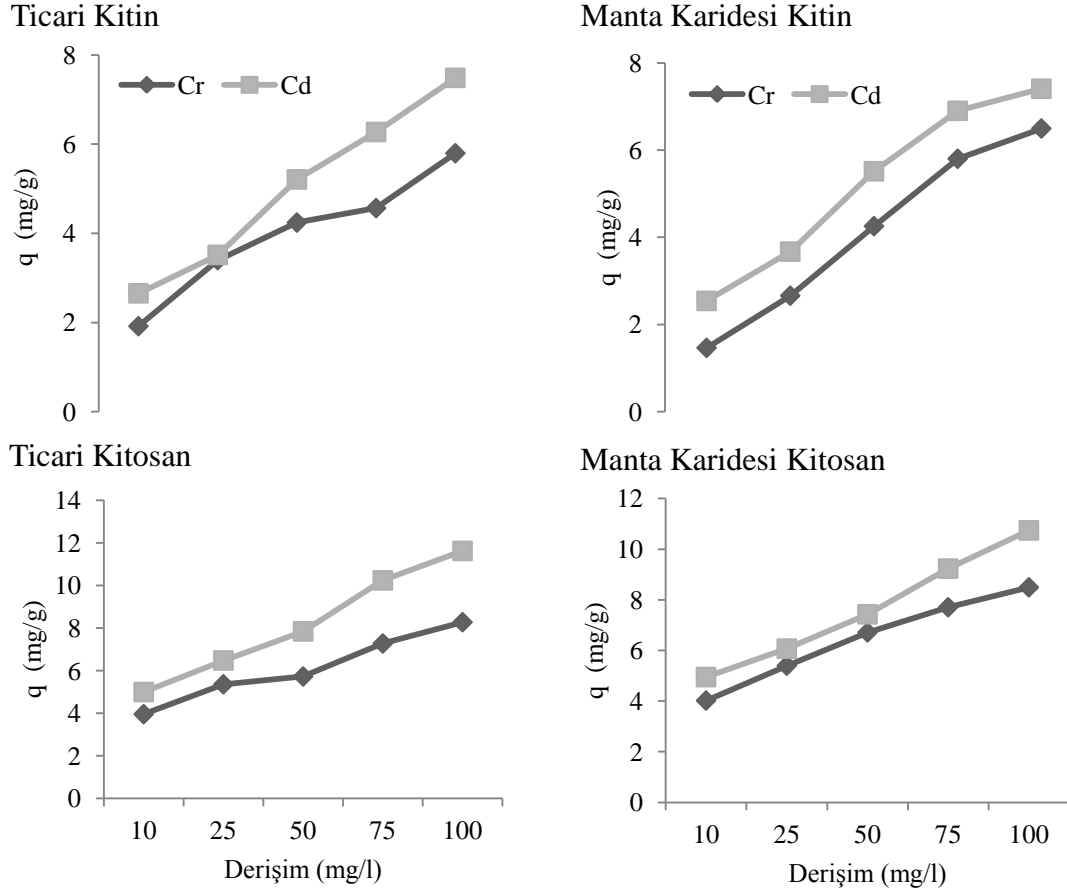 Ticari Kitin
8
6
4
2
0
q (mg/g)
Cr
Cd
Manta Karidesi Kitin
8
6
4
2
0
q (mg/g)
Cr
Cd
Ticari Kitosan
14
12
10
8
6
4
2
0
q (mg/g)
10 25 50 75 100
Derişim (mg/l)
Manta Karidesi Kitosan
12
10
8
6
4
2
0
q (mg/g)
10 25 50 75 100
Derişim (mg/l)